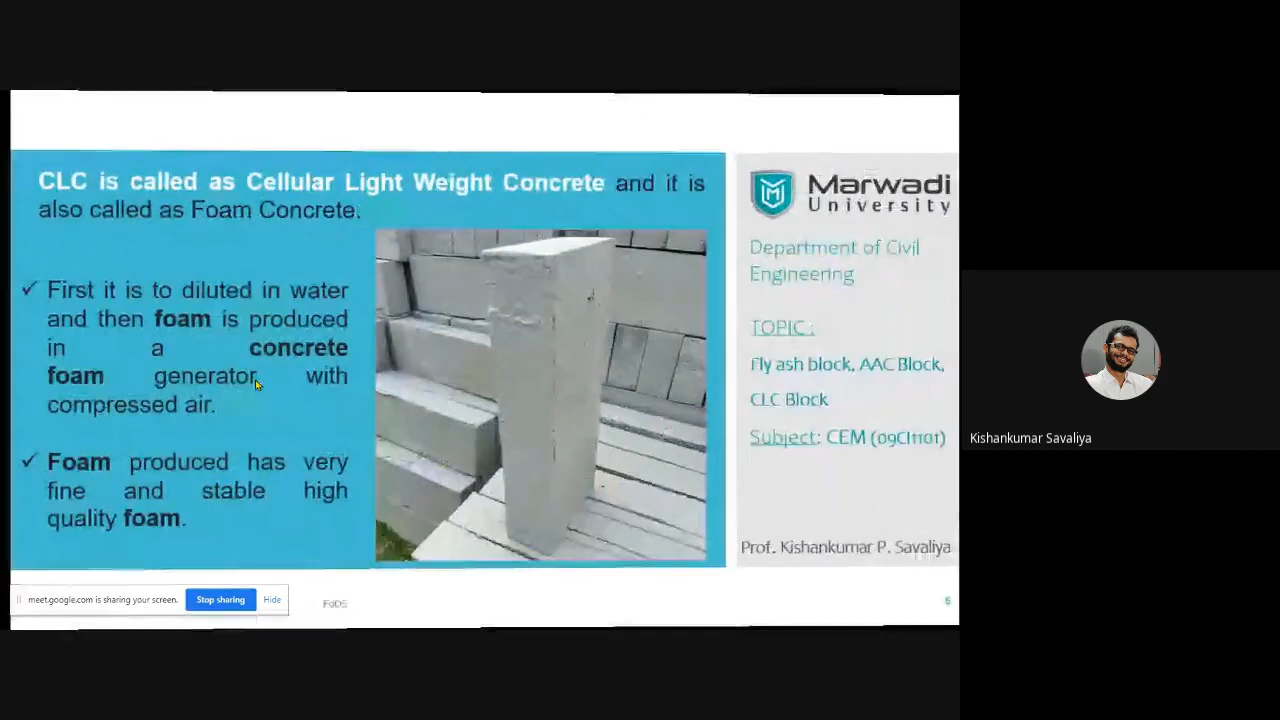 CLC is called as Cellular Light Weight Concrete and it is
also called as Foam Concrete.
First it is to diluted in water
and then foam is produced
in a concrete
foam generator with
compressed air.
Foam produced has very
fine and stable high
quality foam.
Marwadi
University
Department of Civil
Engineering
TOPIC :
Fly ash block, AAC Block,
CLC Block
Subject: CEM (09CI1101)
Prof. Kishankumar P. Savaliya
meet.google.com is sharing your screen.
Stop sharing
Hide
6
Kishankumar Savaliya